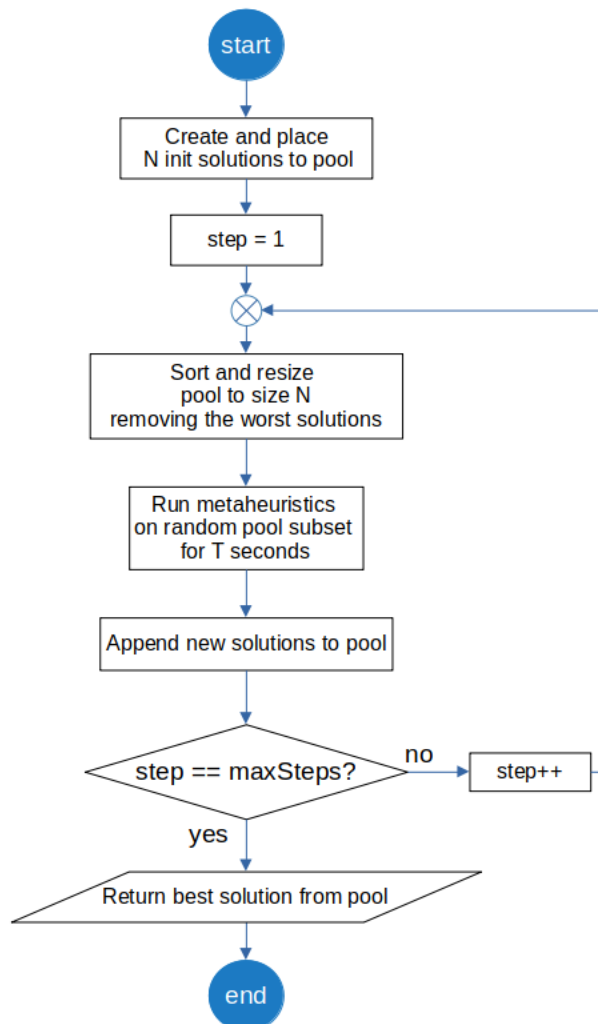 start
Create and place
N init solutions to pool
step = 1
Sort and resize
pool to size N
removing the worst solutions
Run metaheuristics
on random pool subset
for T seconds
Append new solutions to pool
step == maxSteps?
no
step++
yes
Return best solution from pool
end